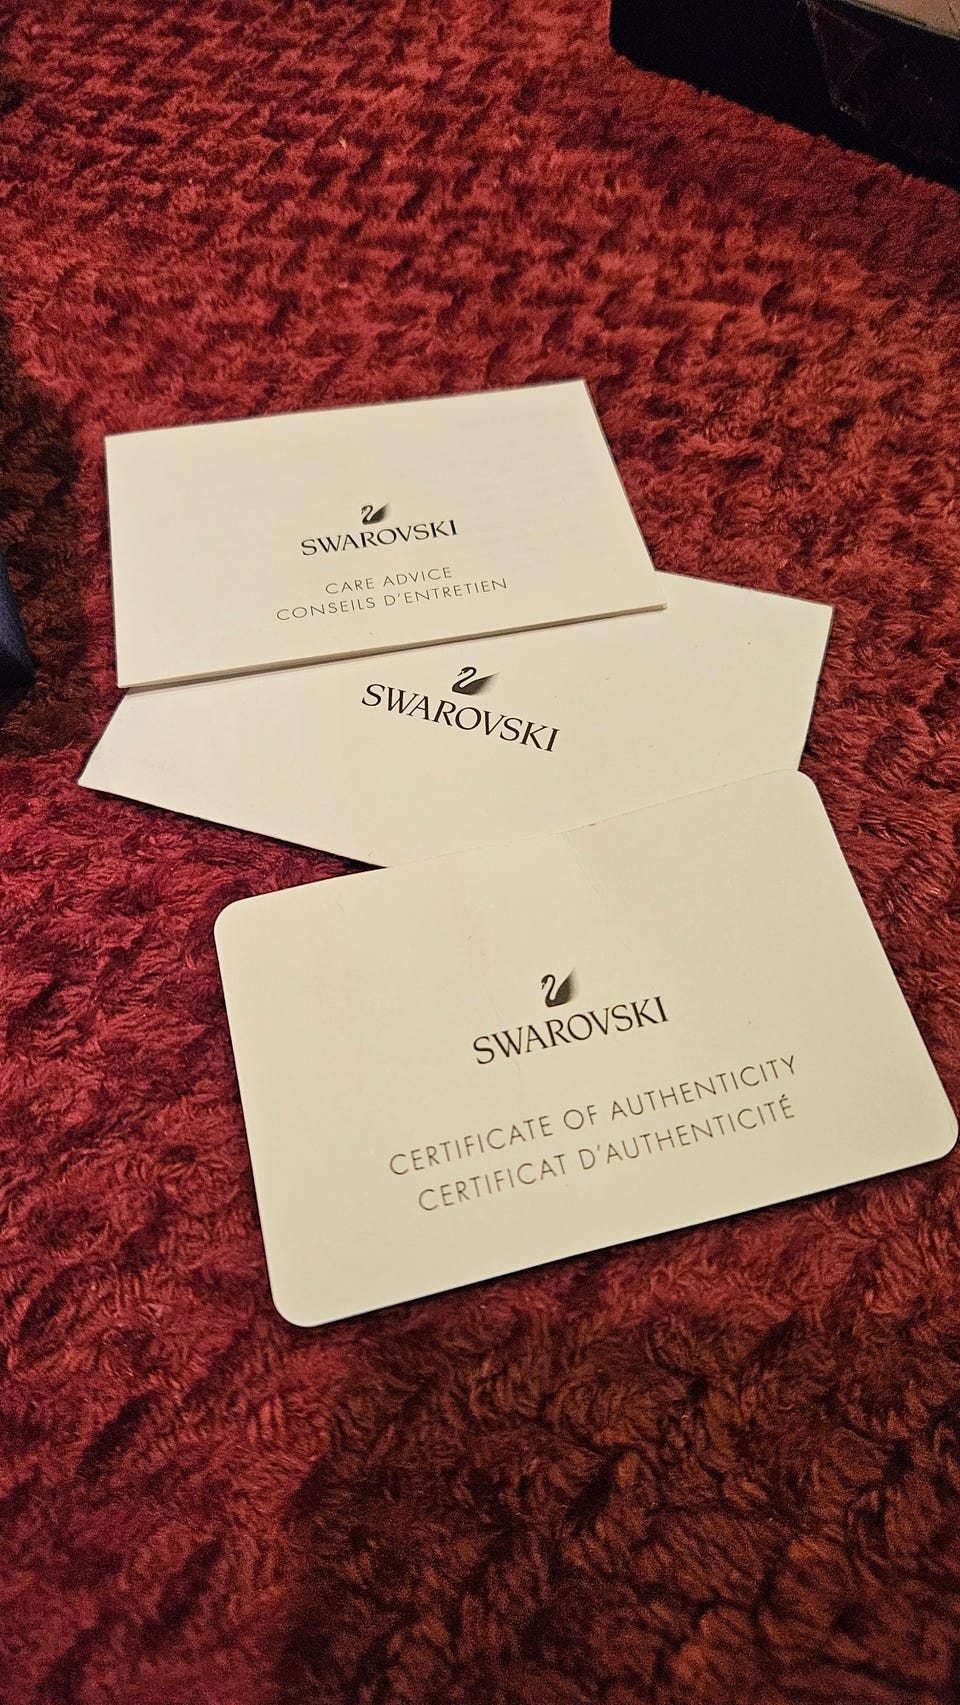 SWAROVSKI
CARE ADVICE
CONSEILS D'ENTRETIEN
SWAROVSKI
SWAROVSKI
CERTIFICATE OF AUTHENTICITY
CERTIFICAT D'AUTHENTICITÉ